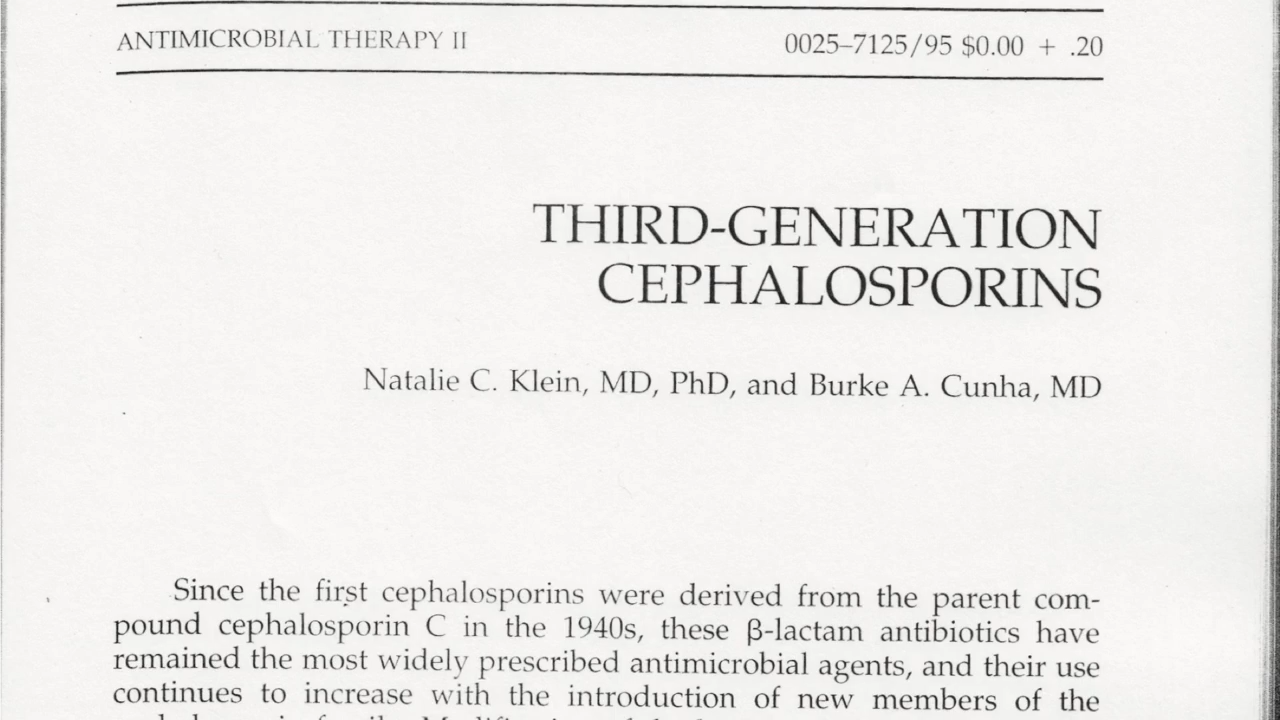 ANTIMICROBIAL THERAPY II
0025–7125/95 $0.00 + .20
THIRD-GENERATION
CEPHALOSPORINS
Natalie C. Klein, MD, PhD, and Burke A. Cunha, MD
Since the first cephalosporins were derived from the parent com-
pound cephalosporin C in the 1940s, these β-lactam antibiotics have
remained the most widely prescribed antimicrobial agents, and their use
continues to increase with the introduction of new members of the